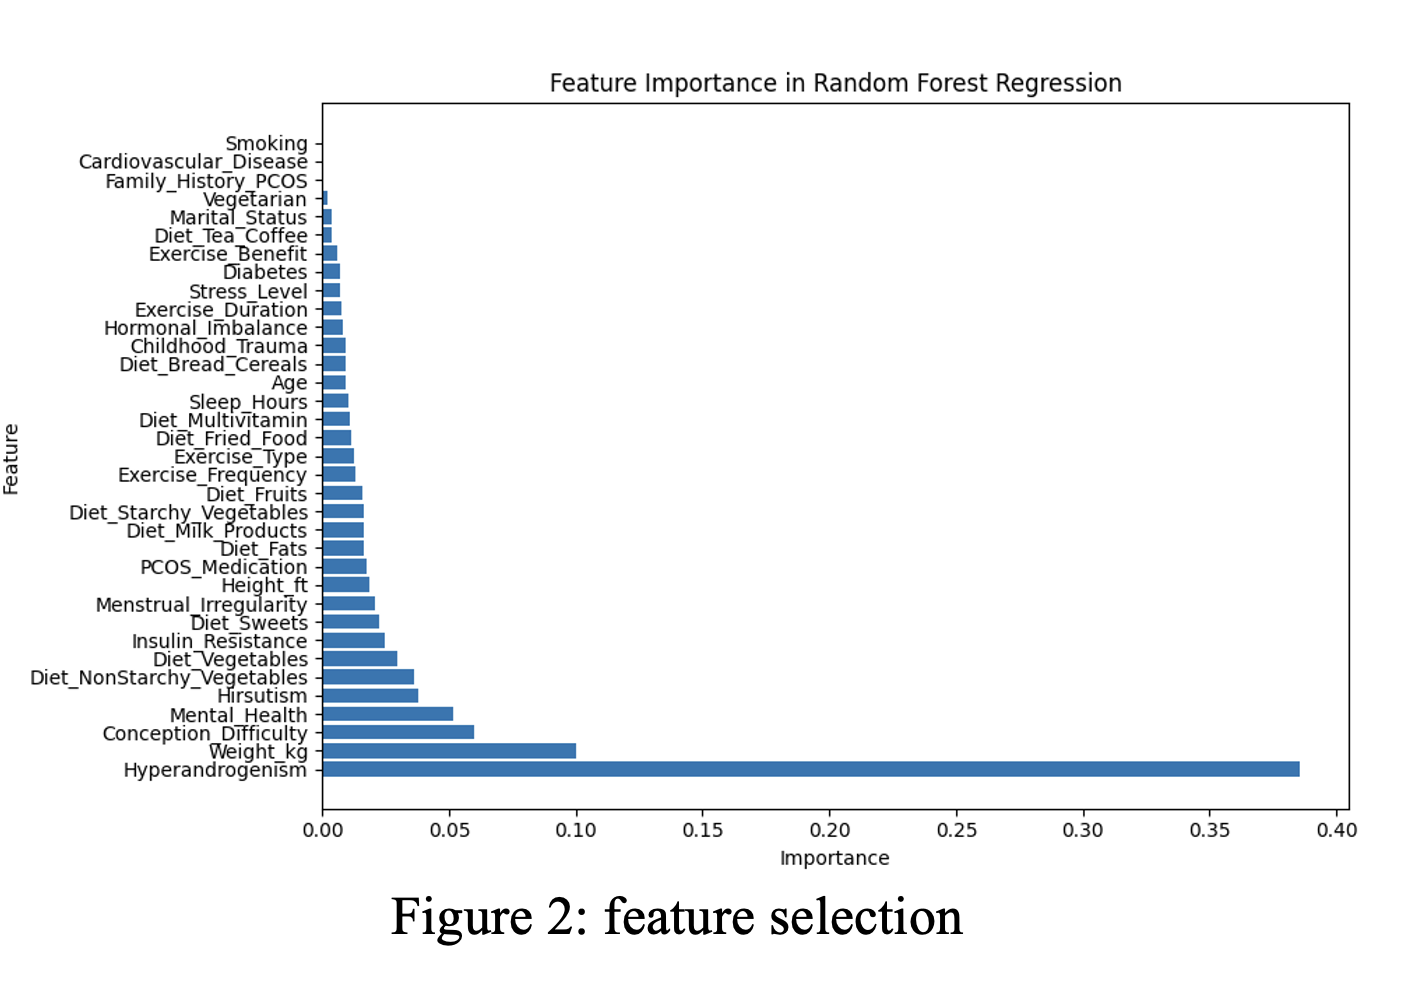 Feature Importance in Random Forest Regression
Smoking
Cardiovascular_Disease
Family_History_PCOS
Vegetarian
Marital_Status
Diet_Tea_Coffee
Exercise_Benefit
Diabetes
Stress_Level
Exercise_Duration
Hormonal_Imbalance
Childhood_Trauma
Diet_Bread_Cereals
Age
Sleep_Hours
Diet_Multivitamin
Diet_Fried_Food
Exercise_Type
Exercise_Frequency
Diet_Fruits
Diet_Starchy_Vegetables
Diet_Milk_Products
Diet_Fats
PCOS_Medication
Height_ft
Menstrual_Irregularity
Diet_Sweets
Insulin_Resistance
Diet_Vegetables
Diet_NonStarchy_Vegetables
Hirsutism
Mental_Health
Conception_Difficulty
Weight_kg
Hyperandrogenism
Feature
0.00 0.05 0.10 0.15 0.20 0.25 0.30 0.35 0.40
Importance
Figure 2: feature selection